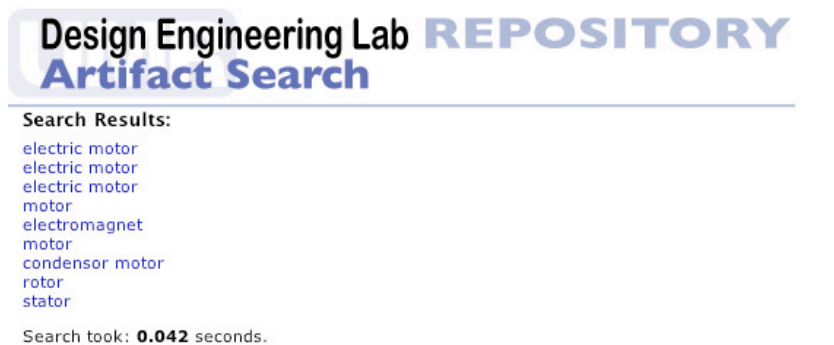 Design Engineering Lab REPOSITORY
Artifact Search
Search Results:
electric motor
electric motor
electric motor
motor
electromagnet
motor
condensor motor
rotor
stator
Search took: 0.042 seconds.